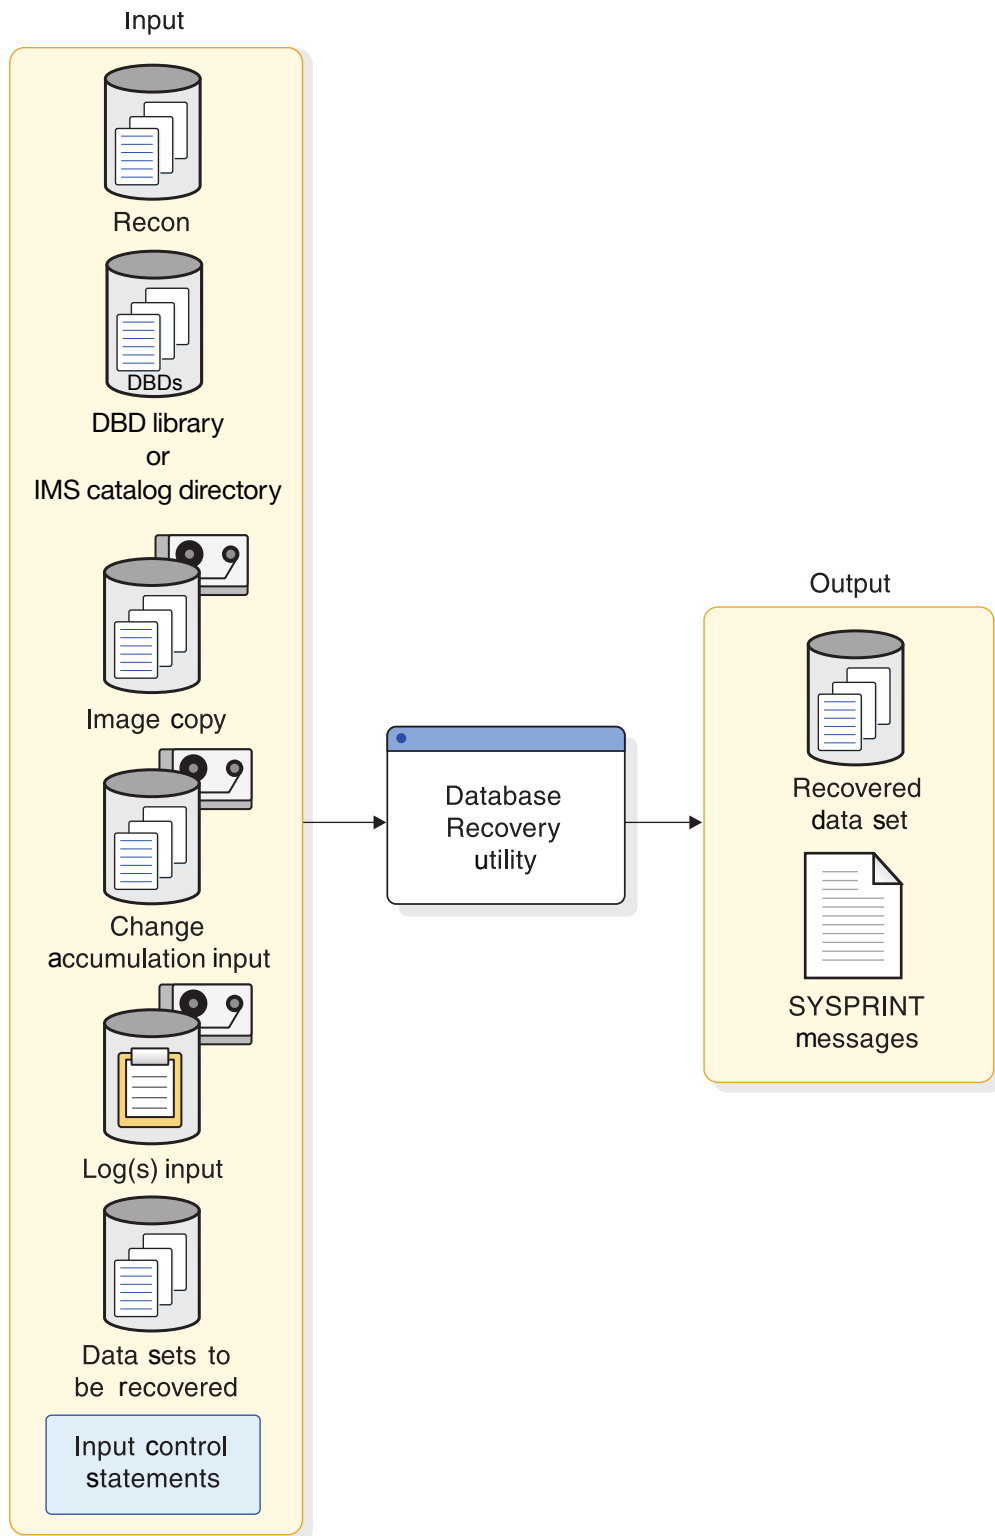 Input
Recon
DBDs
DBD library
or
IMS catalog directory
Image copy
Change
accumulation input
Log(s) input
Data sets to
be recovered
Input control
statements
Database
Recovery
utility
Output
Recovered
data set
SYSPRINT
messages